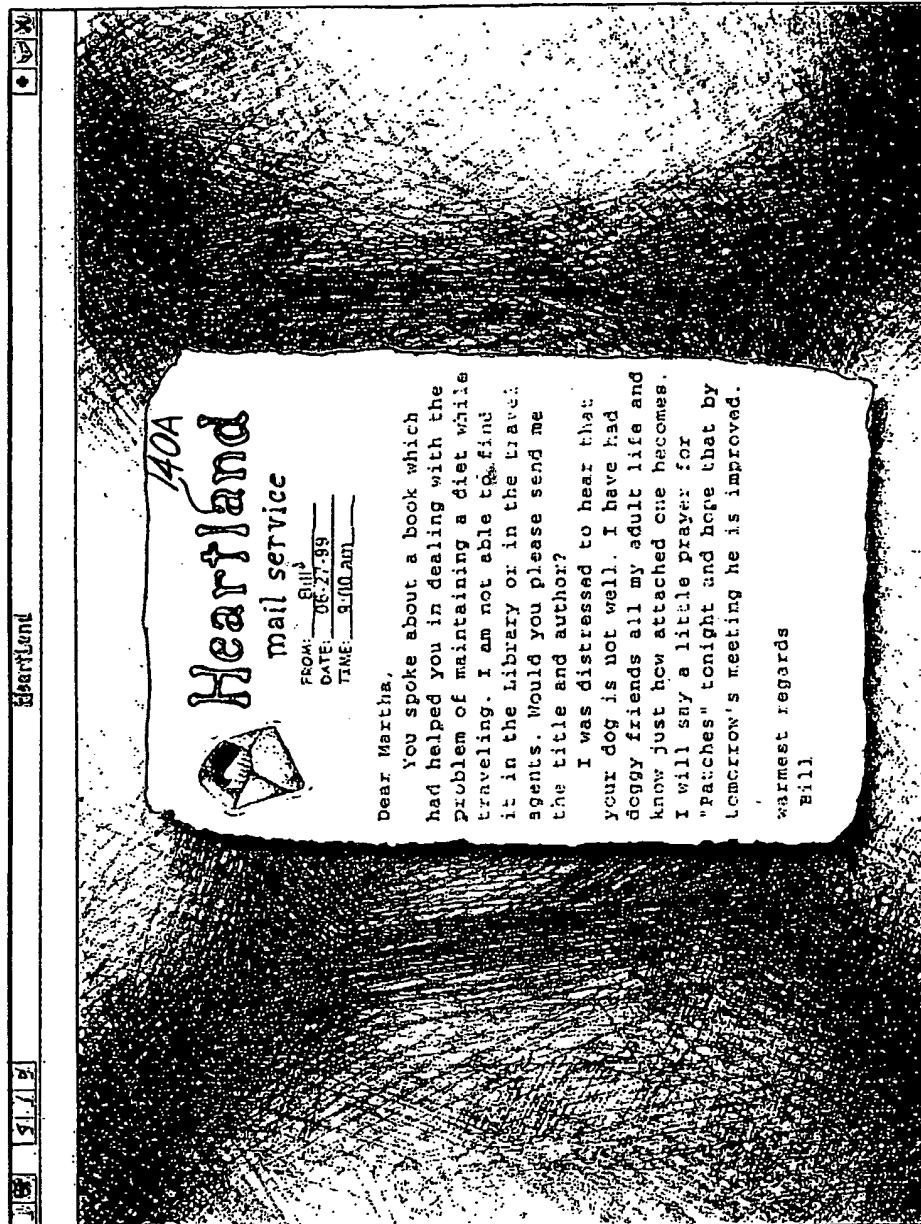 HeartLand
140A
Heartland
mail service
FROM: Bill
DATE: 06-27-99
TIME: 9:00 am
Dear Martha,
You spoke about a book which
had helped you in dealing with the
problem of maintaining a diet while
traveling. I am not able to find
it in the Library or in the travel
agents. Would you please send me
the title and author?
I was distressed to hear that
your dog is not well. I have had
doggy friends all my adult life and
know just how attached one becomes.
I will say a little prayer for
"Patches" tonight and hope that by
tomorrow's meeting he is improved.
warmest regards
Bill